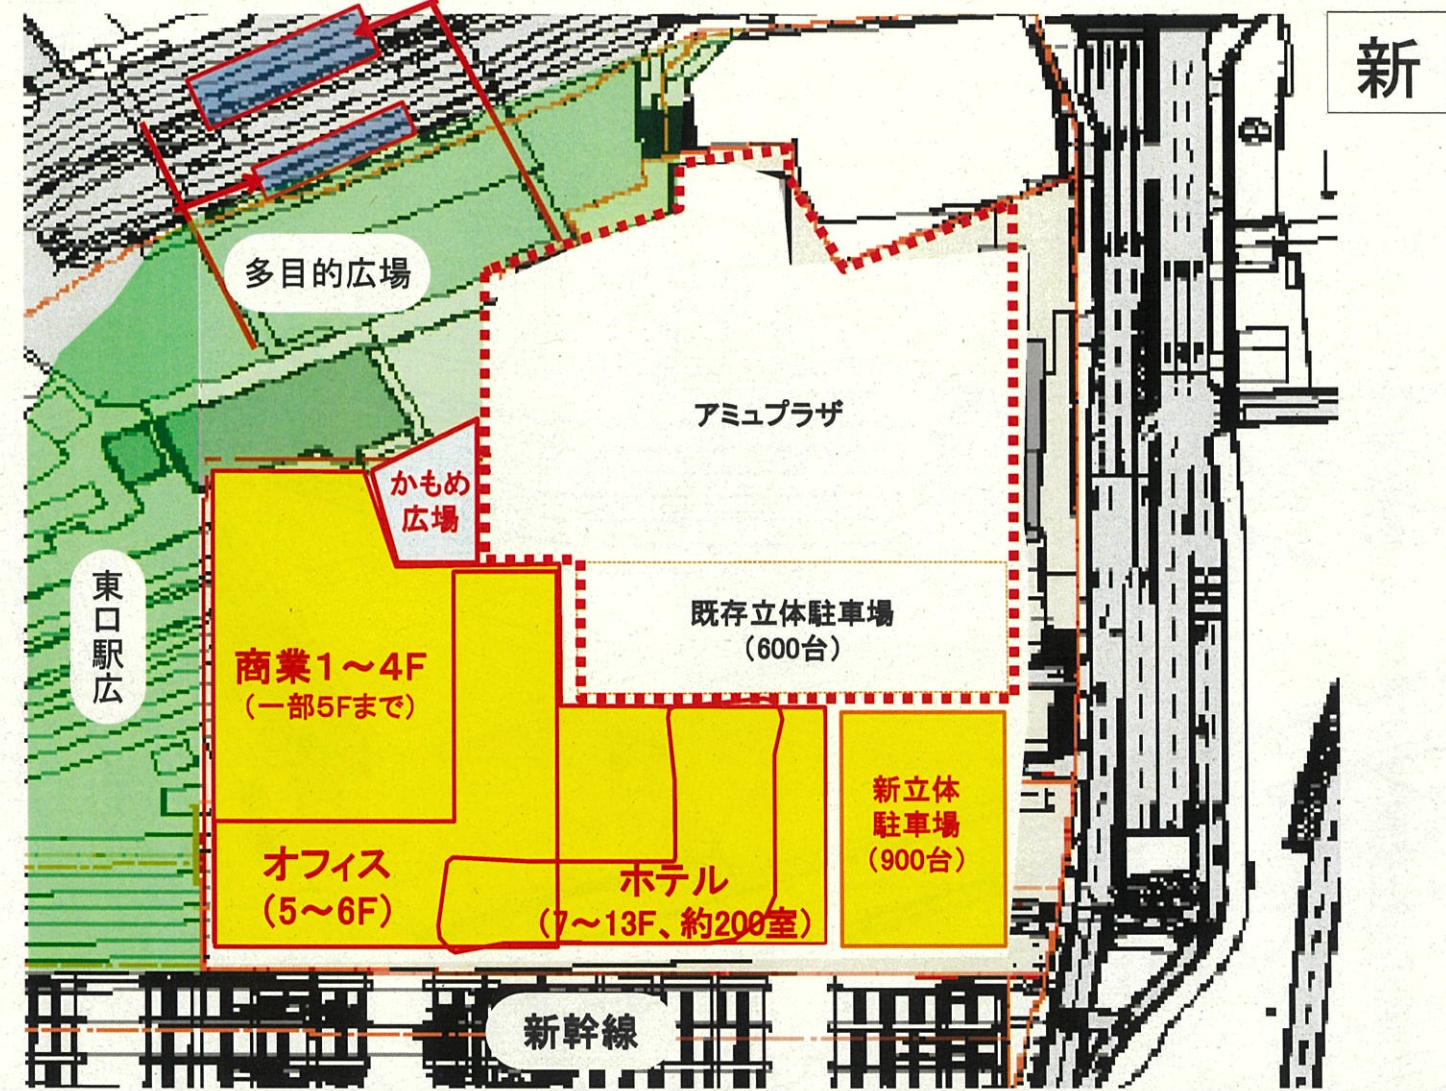 新
多目的広場
アミュプラザ
かもめ
広場
東口駅広
既存立体駐車場
(600台)
商業1〜4F
(一部5Fまで)
新立体
駐車場
(900台)
オフィス
(5〜6F)
ホテル
(7〜13F、約200室)
新幹線